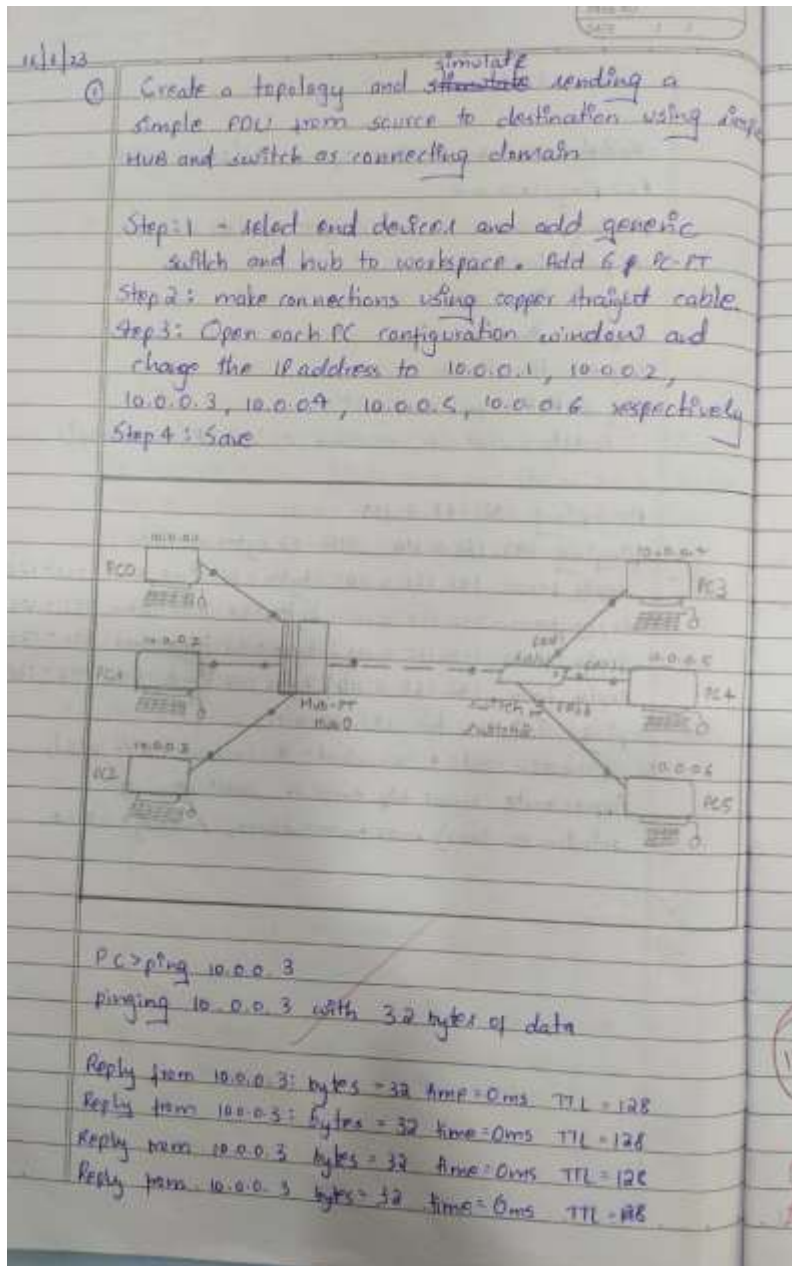 DATE
① Create a topology and simulate sending a
simple PDU from source to destination using
HUB and switch as connecting domain
Step:1 - select end devices and add generic
switch and hub to workspace. Add 6 PC-PT
Step 2: make connections using copper straight cable.
Step 3: Open each PC configuration window and
change the IP address to 10.0.0.1, 10.0.0.2,
10.0.0.3, 10.0.0.4, 10.0.0.5, 10.0.0.6 respectively
Step 4: Save
10.0.0.1
PC0
10.0.0.4
PC3
10.0.0.2
PC1
Hub-PT
Hub0
switch
10.0.0.5
PC4
10.0.0.3
PC2
10.0.0.6
PC5
PC>ping 10.0.0.3
pinging 10.0.0.3 with 32 bytes of data
Reply from 10.0.0.3: bytes = 32 time=0ms TTL = 128
Reply from 10.0.0.3: bytes = 32 time=0ms TTL = 128
Reply from 10.0.0.3 bytes = 32 time=0ms TTL = 128
Reply from 10.0.0.3 bytes= 32 time=0ms TTL = 128